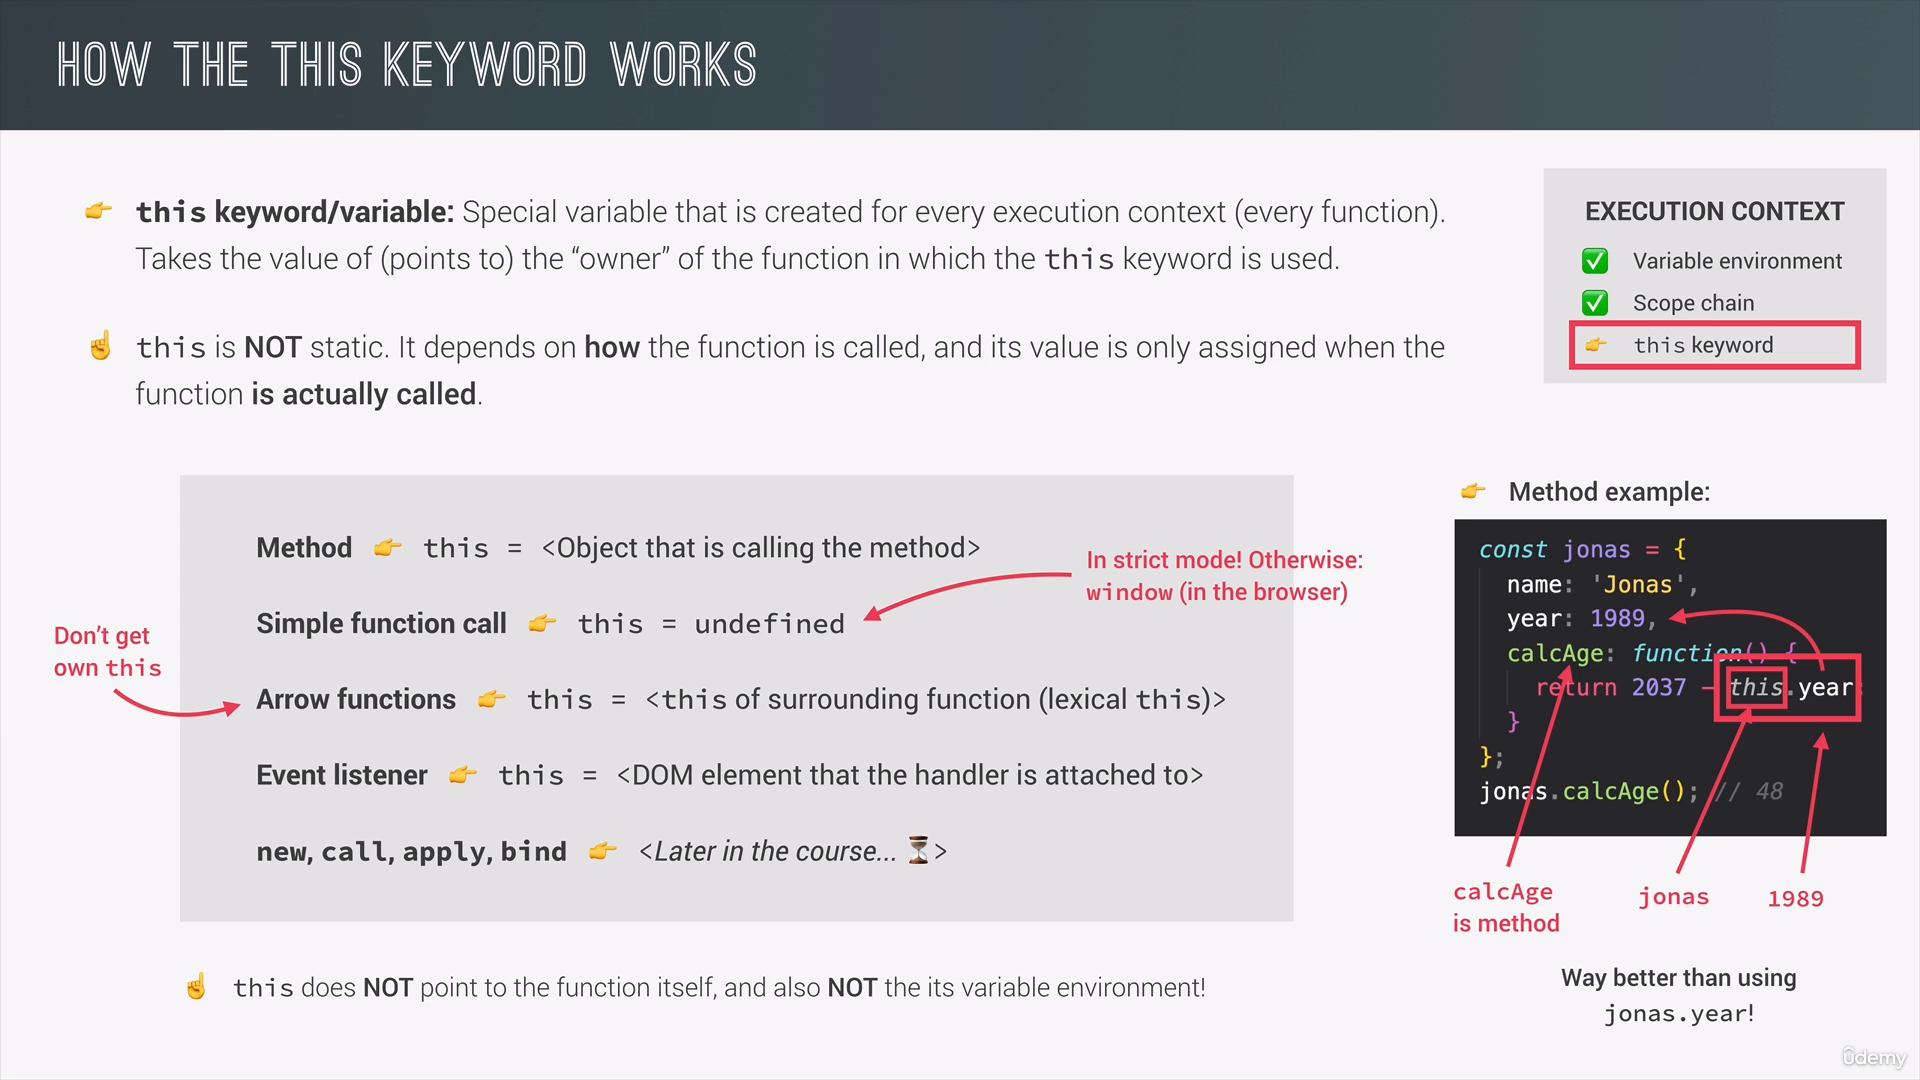 HOW THE THIS KEYWORD WORKS
👉 this keyword/variable: Special variable that is created for every execution context (every function).
Takes the value of (points to) the “owner” of the function in which the this keyword is used.
☝️ this is NOT static. It depends on how the function is called, and its value is only assigned when the
function is actually called.
EXECUTION CONTEXT
✅ Variable environment
✅ Scope chain
👉 this keyword
Method 👉 this = <Object that is calling the method>
In strict mode! Otherwise:
window (in the browser)
Simple function call 👉 this = undefined
Don’t get
own this
Arrow functions 👉 this = <this of surrounding function (lexical this)>
Event listener 👉 this = <DOM element that the handler is attached to>
new, call, apply, bind 👉 <Later in the course... ⏳>
☝️ this does NOT point to the function itself, and also NOT the its variable environment!
👉 Method example:
const jonas = {
name: 'Jonas',
year: 1989,
calcAge: function() {
return 2037 - this.year
}
};
jonas.calcAge(); // 48
calcAge
is method
jonas
1989
Way better than using
jonas.year!
ûdemy